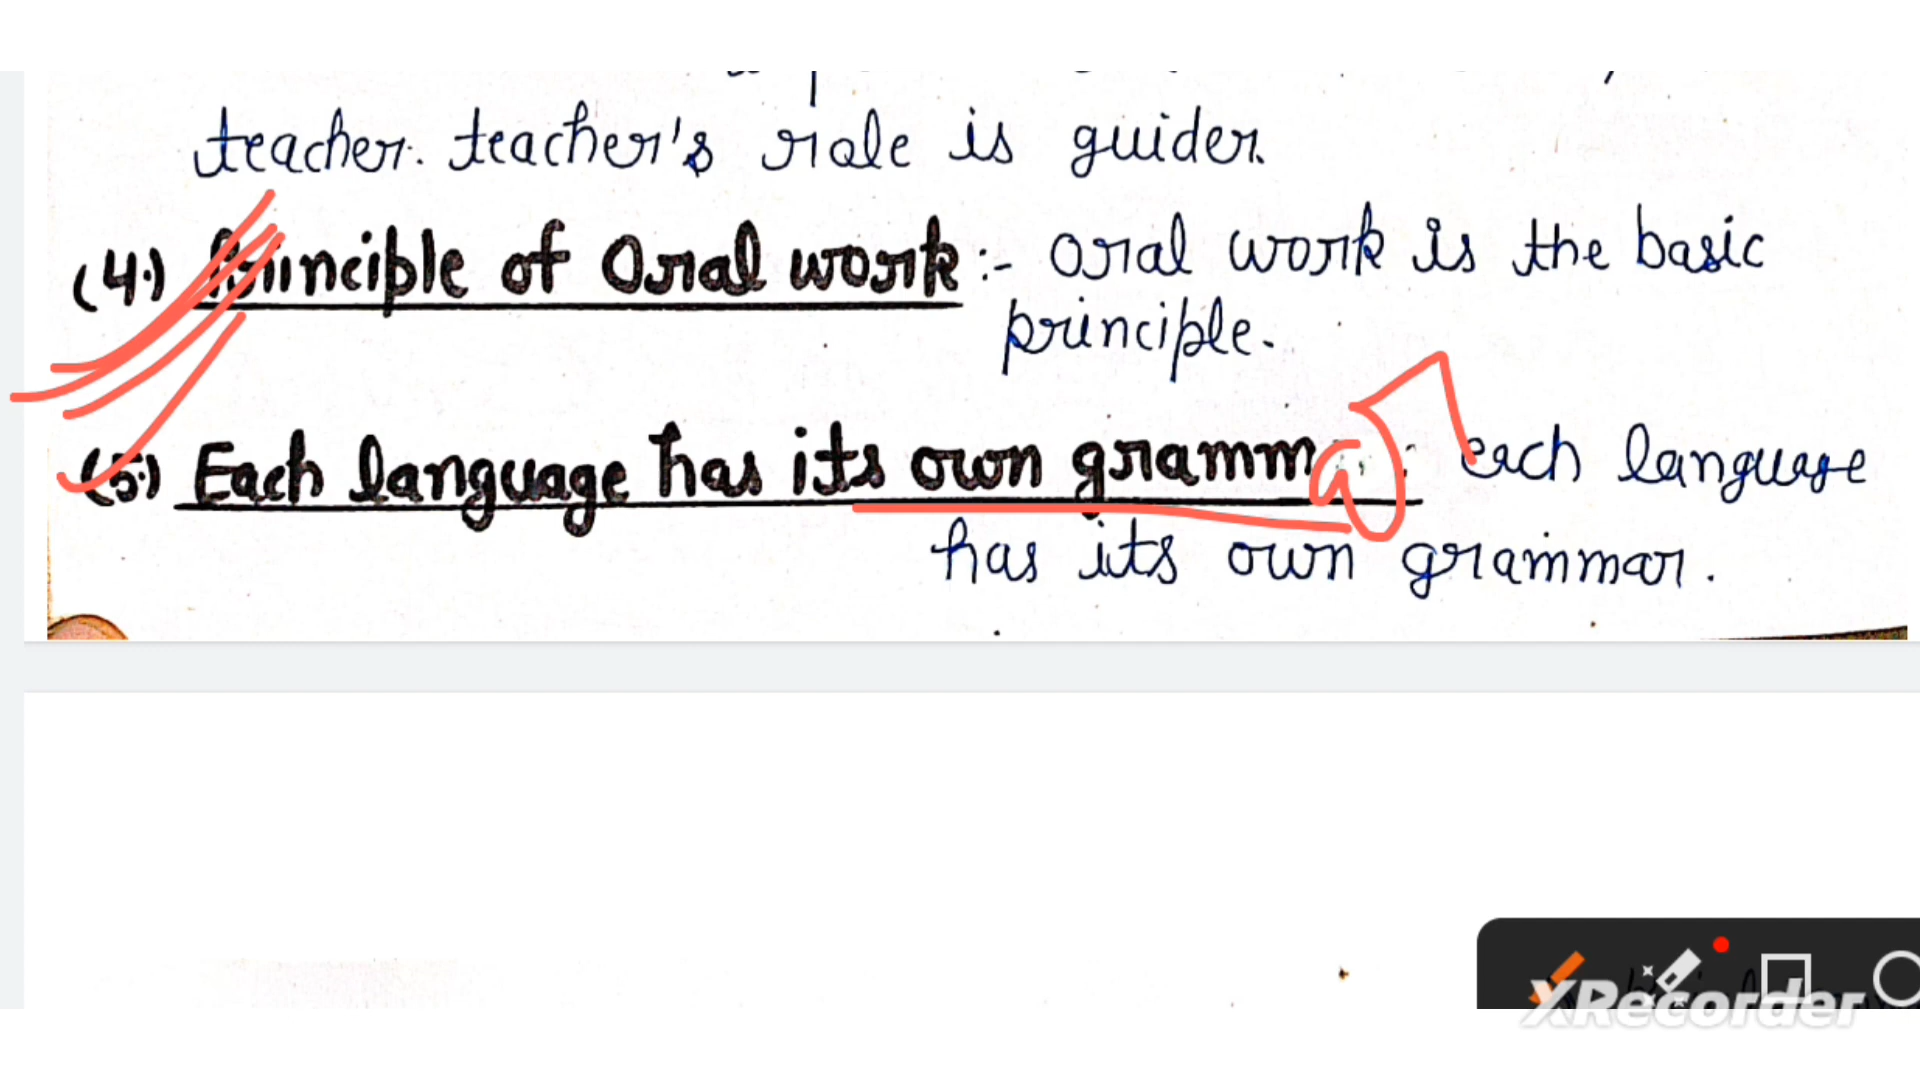 teacher. teacher's role is guider.
(4.) Principle of Oral work :- Oral work is the basic
principle.
(5.) Each language has its own gramma : each language
has its own grammar.
XRecorder